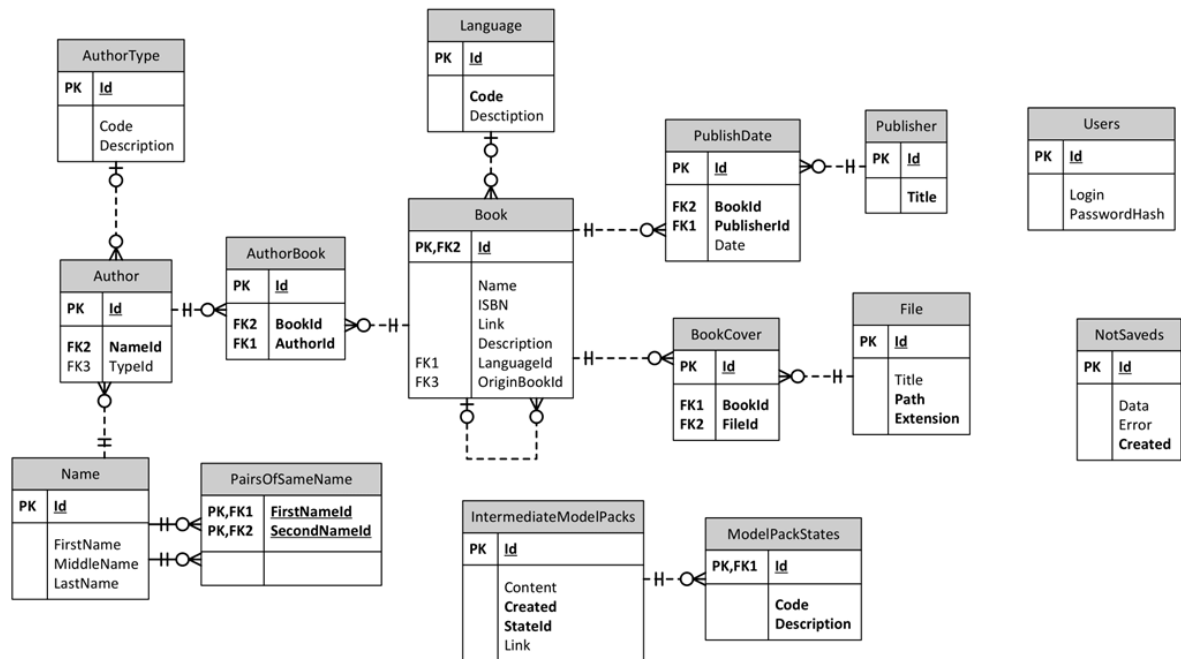 AuthorType
PK Id
Code
Description
Language
PK Id
Code
Desctiption
PublishDate
PK Id
FK2 BookId
FK1 PublisherId
Date
Publisher
PK Id
Title
Users
PK Id
Login
PasswordHash
Author
PK Id
FK2 NameId
FK3 TypeId
AuthorBook
PK Id
FK2 BookId
FK1 AuthorId
Book
PK,FK2 Id
Name
ISBN
Link
Description
FK1 LanguageId
FK3 OriginBookId
BookCover
PK Id
FK1 BookId
FK2 FileId
File
PK Id
Title
Path
Extension
NotSaveds
PK Id
Data
Error
Created
Name
PK Id
FirstName
MiddleName
LastName
PairsOfSameName
PK,FK1 FirstNameId
PK,FK2 SecondNameId
IntermediateModelPacks
PK Id
Content
Created
StateId
Link
ModelPackStates
PK,FK1 Id
Code
Description